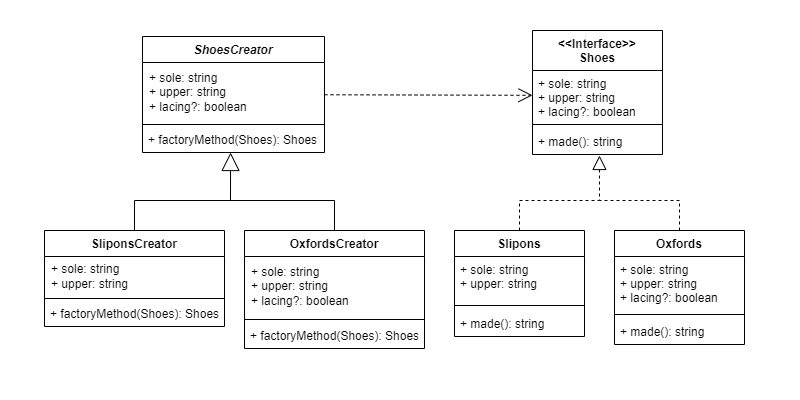 ShoesCreator
+ sole: string
+ upper: string
+ lacing?: boolean
+ factoryMethod(Shoes): Shoes
<<Interface>>
Shoes
+ sole: string
+ upper: string
+ lacing?: boolean
+ made(): string
SliponsCreator
+ sole: string
+ upper: string
+ factoryMethod(Shoes): Shoes
OxfordsCreator
+ sole: string
+ upper: string
+ lacing?: boolean
+ factoryMethod(Shoes): Shoes
Slipons
+ sole: string
+ upper: string
+ made(): string
Oxfords
+ sole: string
+ upper: string
+ lacing?: boolean
+ made(): string